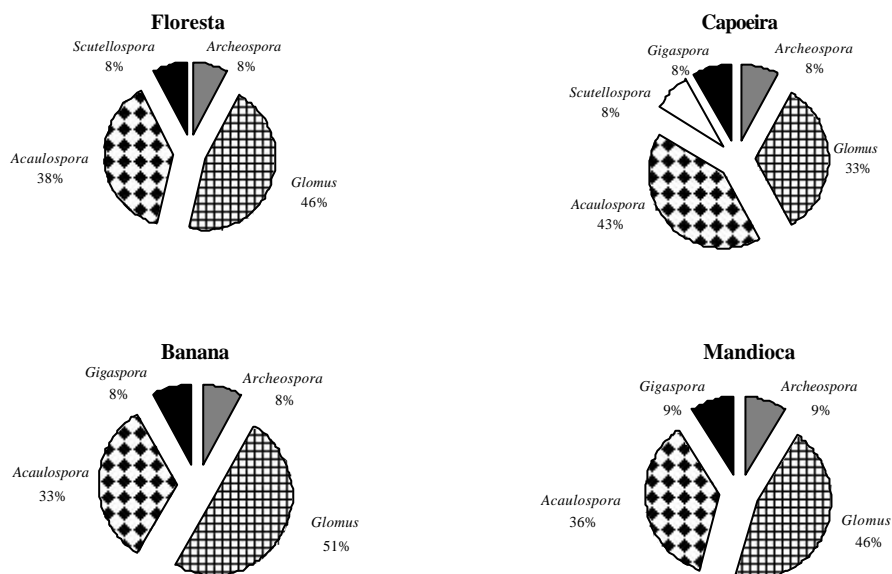 Floresta
Scutellospora
8%
Archeospora
8%
Acaulospora
38%
Glomus
46%
Capoeira
Gigaspora
8%
Archeospora
8%
Scutellospora
8%
Glomus
33%
Acaulospora
43%
Banana
Gigaspora
8%
Archeospora
8%
Acaulospora
33%
Glomus
51%
Mandioca
Gigaspora
9%
Archeospora
9%
Acaulospora
36%
Glomus
46%